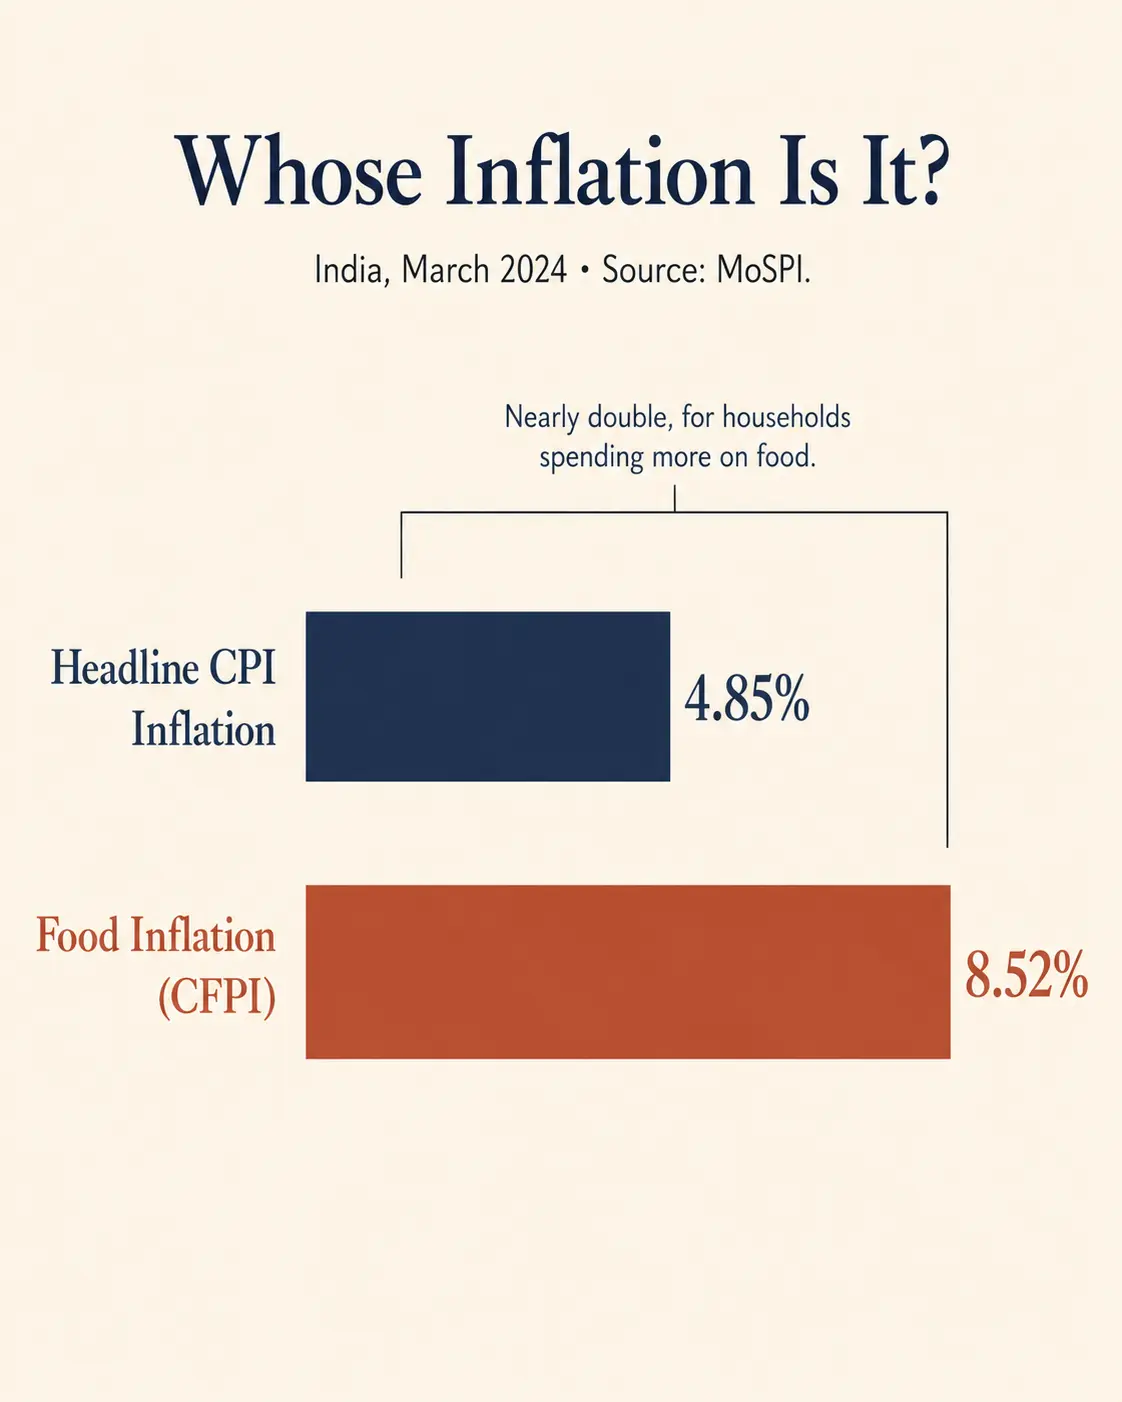 Whose Inflation Is It?
India, March 2024 • Source: MoSPI.
Nearly double, for households
spending more on food.
Headline CPI
Inflation
4.85%
Food Inflation
(CFPI)
8.52%